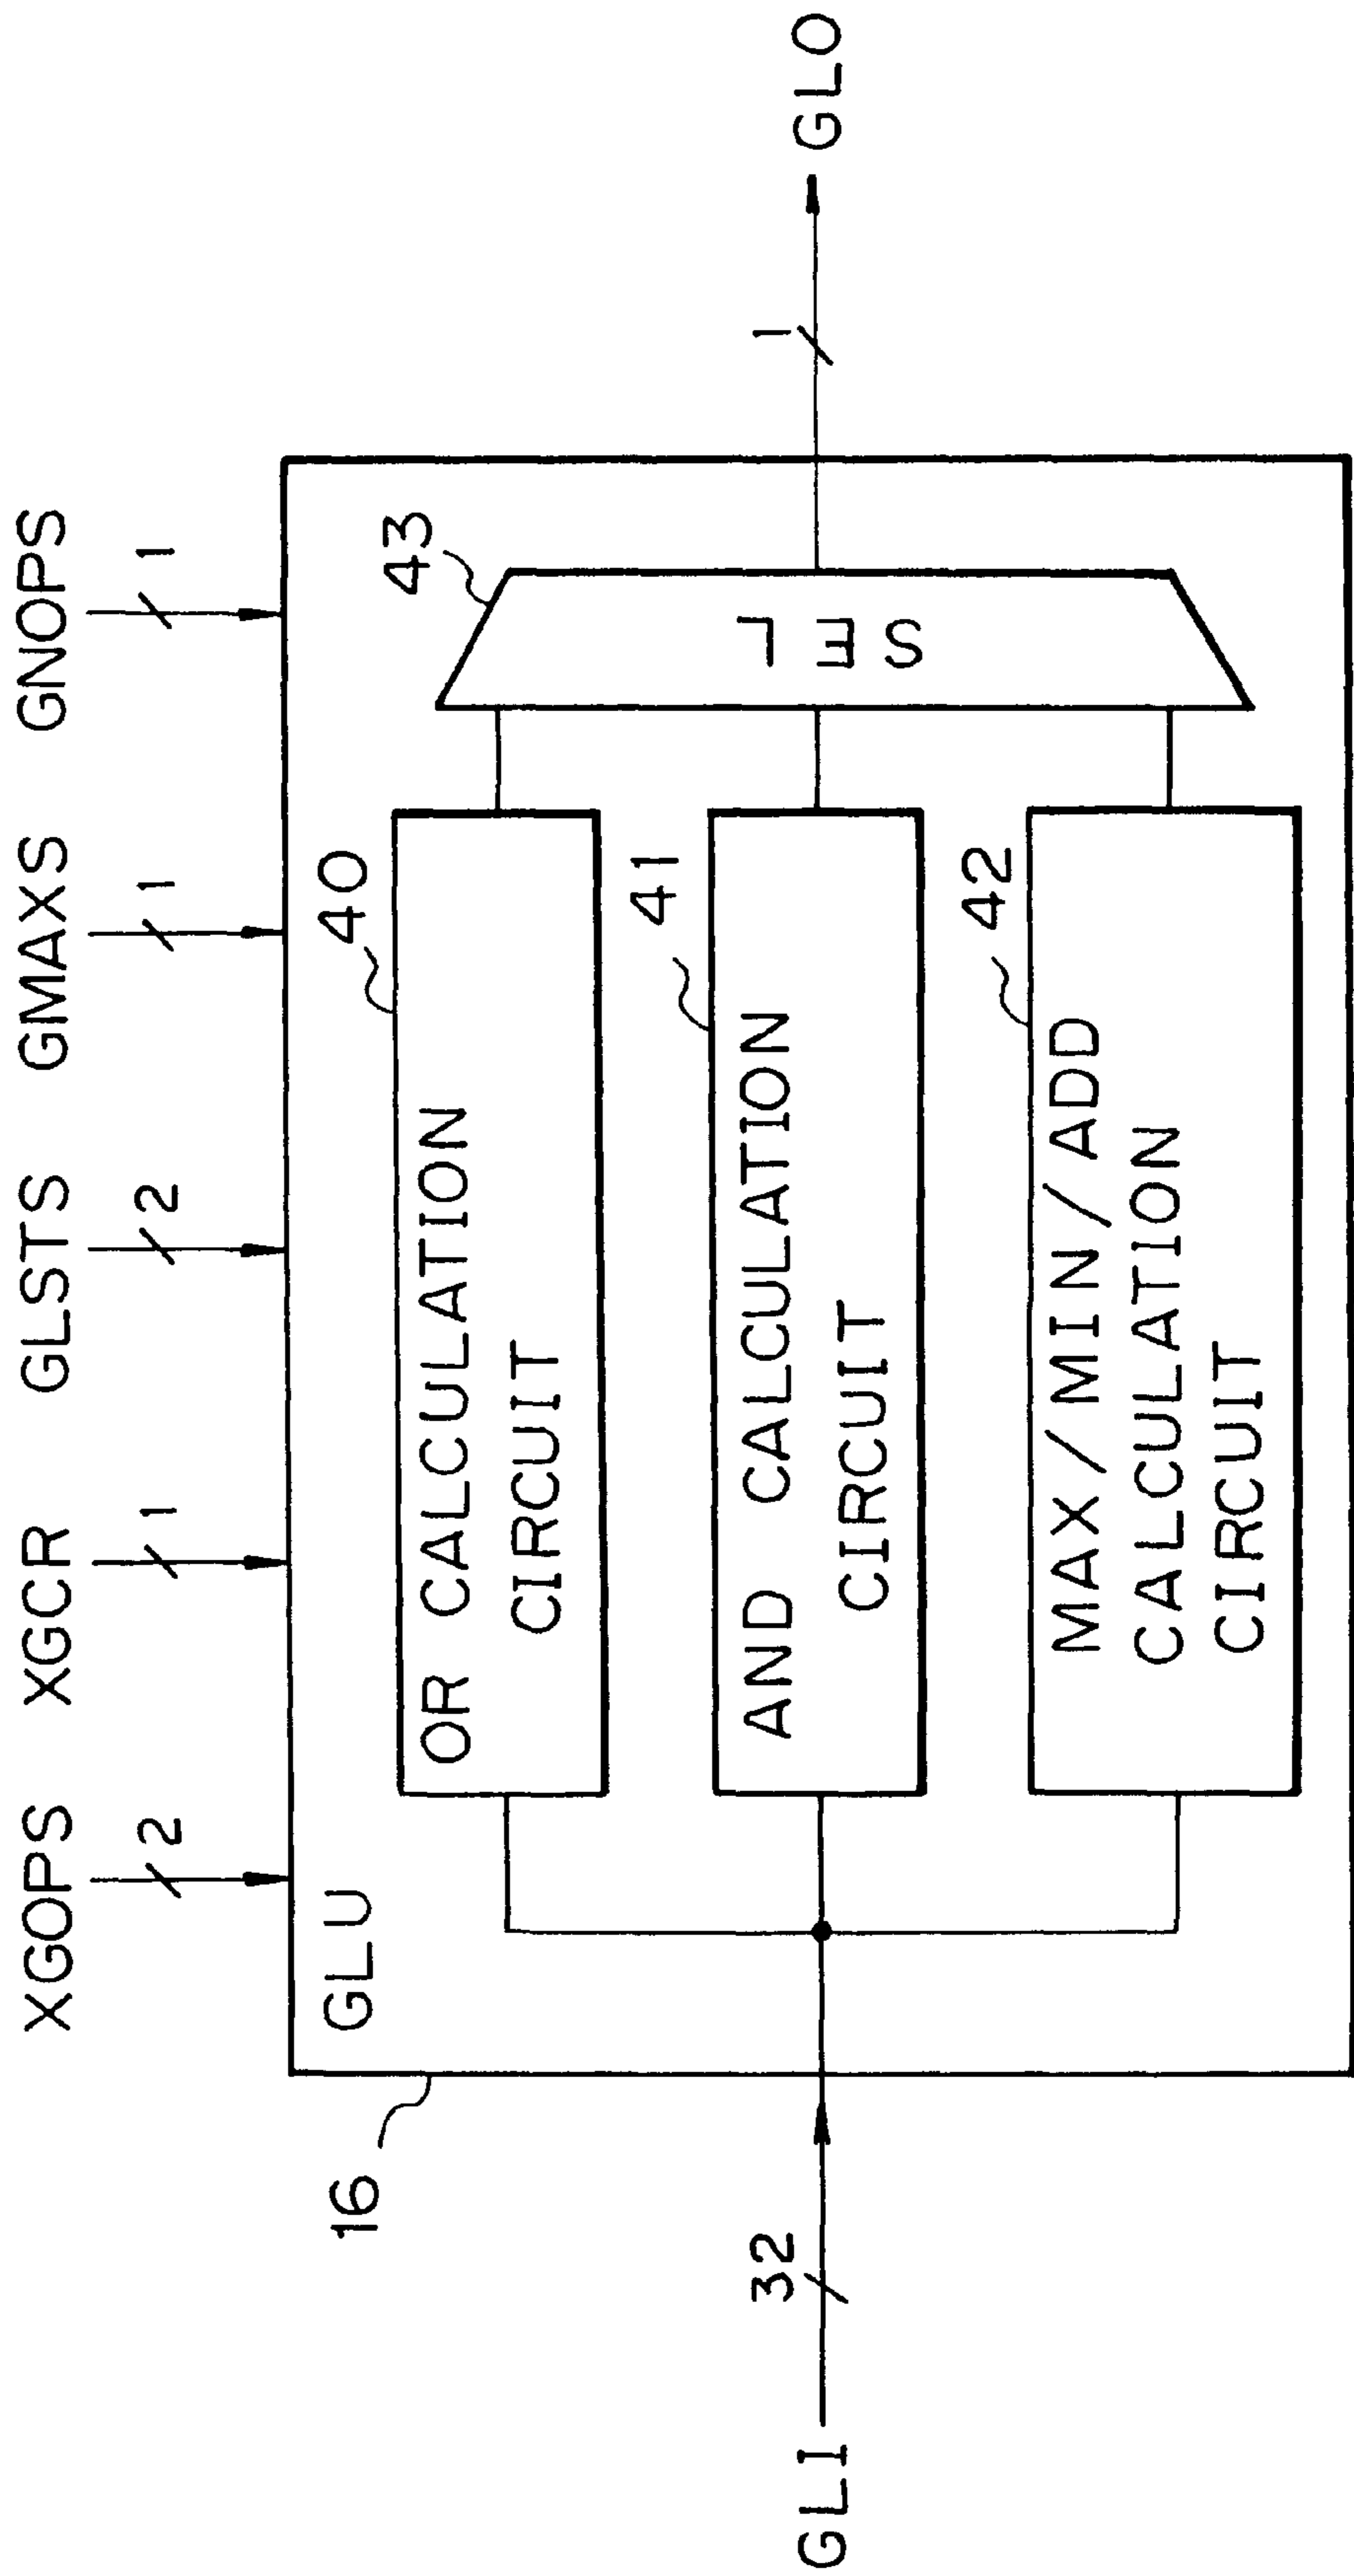 XGOPS XGCR GLSTS GMAXS GNOPS
2 1 2 1 1
16
GLU
43
40
OR CALCULATION
CIRCUIT
41
AND CALCULATION
CIRCUIT
42
MAX/MIN/ADD
CALCULATION
CIRCUIT
SEL
GLI
32
1
GLO